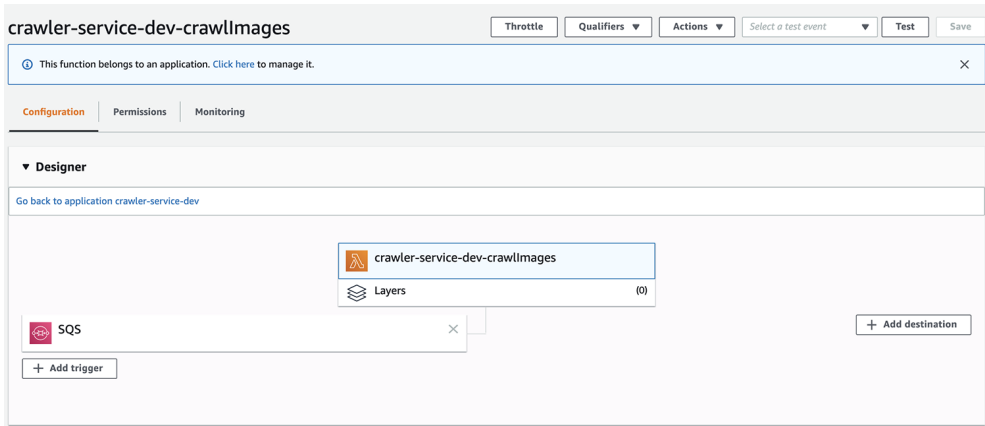 crawler-service-dev-crawlImages
Throttle
Qualifiers
Actions
Select a test event
Test
Save
This function belongs to an application. Click here to manage it.
Configuration
Permissions
Monitoring
Designer
Go back to application crawler-service-dev
crawler-service-dev-crawlImages
Layers
(0)
SQS
Add destination
Add trigger